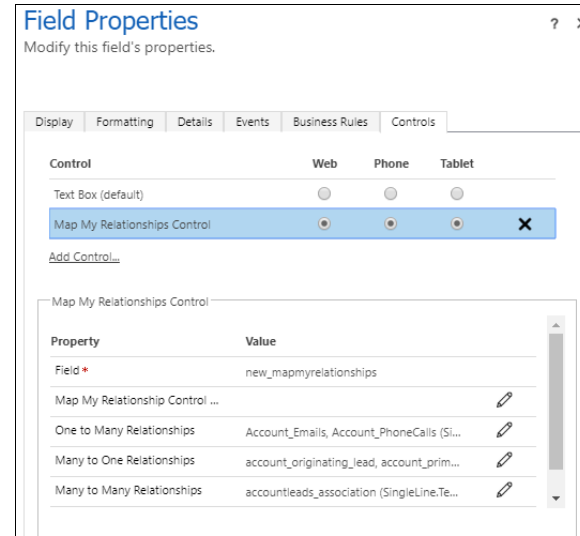 Field Properties
?
Modify this field's properties.
Display Formatting Details Events Business Rules Controls
Control Web Phone Tablet
Text Box (default)
Map My Relationships Control
Add Control...
Map My Relationships Control
Property Value
Field * new_mapmyrelationships
Map My Relationship Control ...
One to Many Relationships Account_Emails, Account_PhoneCalls (Si...
Many to One Relationships account_originating_lead, account_prim...
Many to Many Relationships accountleads_association (SingleLine.Te...